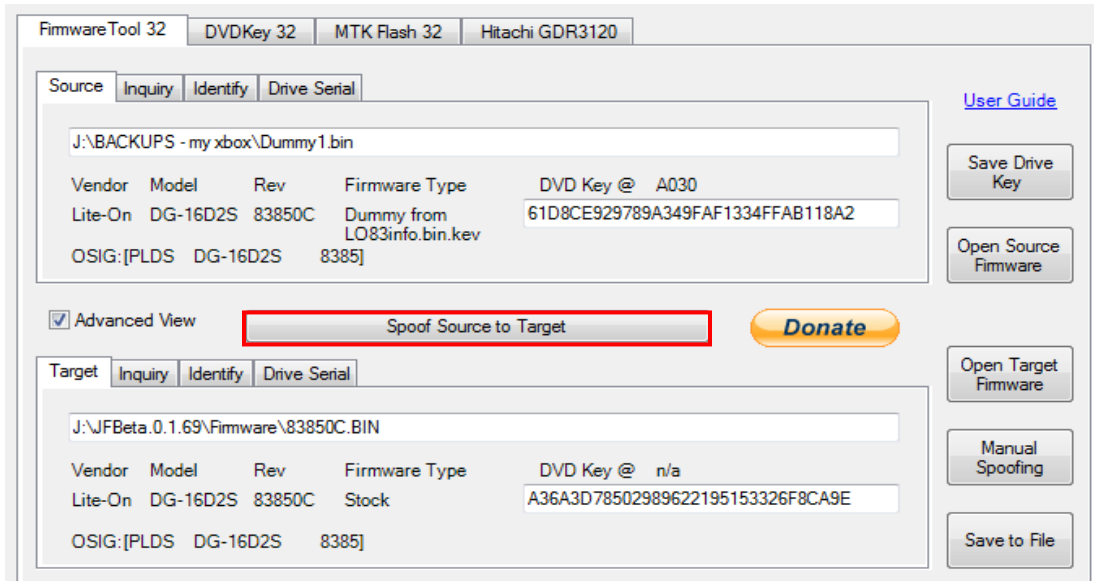 FirmwareTool 32 DVDKey 32 MTK Flash 32 Hitachi GDR3120
Source Inquiry Identify Drive Serial
User Guide
J:\BACKUPS - my xbox\Dummy1.bin
Save Drive
Key
Vendor Model Rev Firmware Type DVD Key @ A030
Lite-On DG-16D2S 83850C Dummy from 61D8CE929789A349FAF1334FFAB118A2
LO83info.bin.key
OSIG:[PLDS DG-16D2S 8385]
Open Source
Firmware
Advanced View Spoof Source to Target Donate
Target Inquiry Identify Drive Serial
Open Target
Firmware
J:\JFBeta.0.1.69\Firmware\83850C.BIN
Manual
Spoofing
Vendor Model Rev Firmware Type DVD Key @ n/a
Lite-On DG-16D2S 83850C Stock A36A3D78502989622195153326F8CA9E
OSIG:[PLDS DG-16D2S 8385]
Save to File